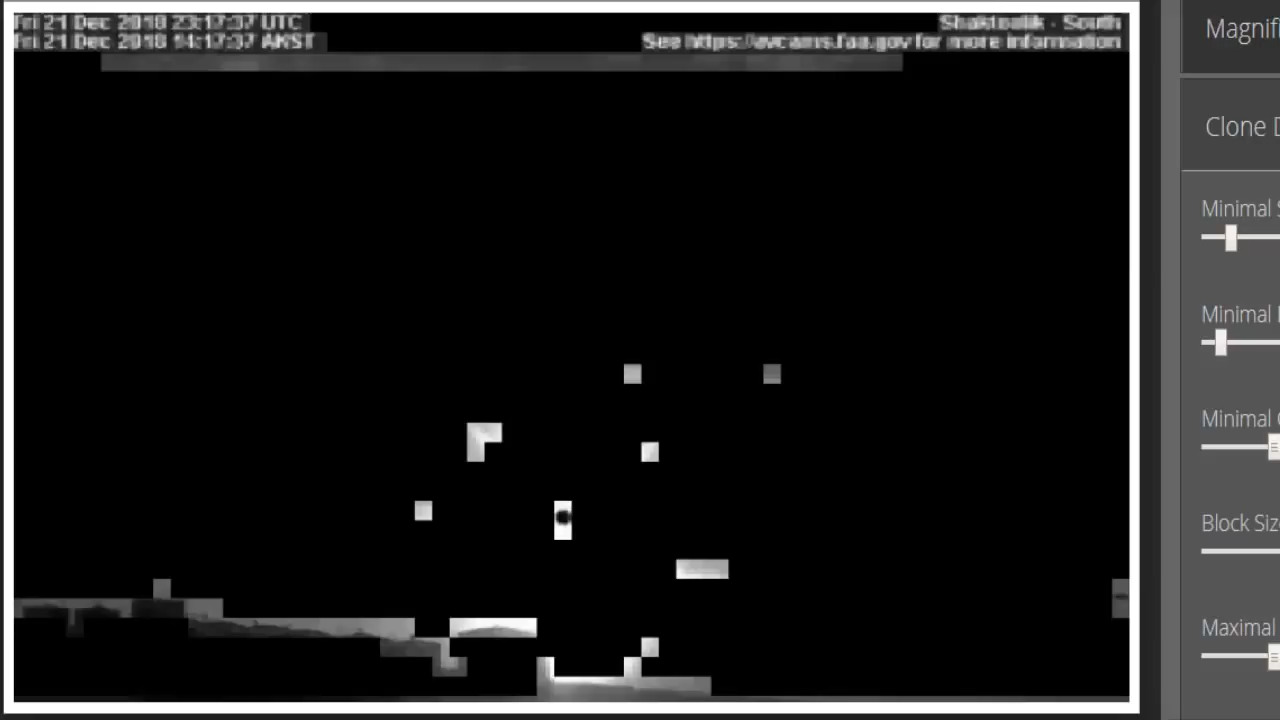 Fri 21 Dec 2018 23:17:37 UTC
Shaktoolik - South
Fri 21 Dec 2018 14:17:37 AKST
See https://avcams.faa.gov for more information
Magnifi
Clone D
Minimal S
Minimal
Minimal
Block Siz
Maximal